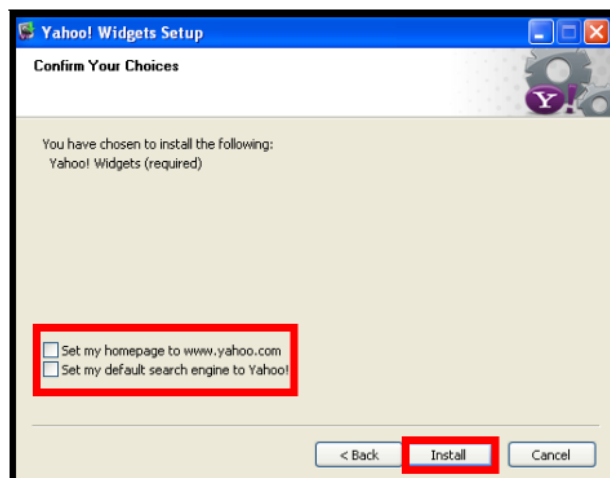 Yahoo! Widgets Setup
Confirm Your Choices
Y!
You have chosen to install the following:
Yahoo! Widgets (required)
Set my homepage to www.yahoo.com
Set my default search engine to Yahoo!
< Back Install Cancel